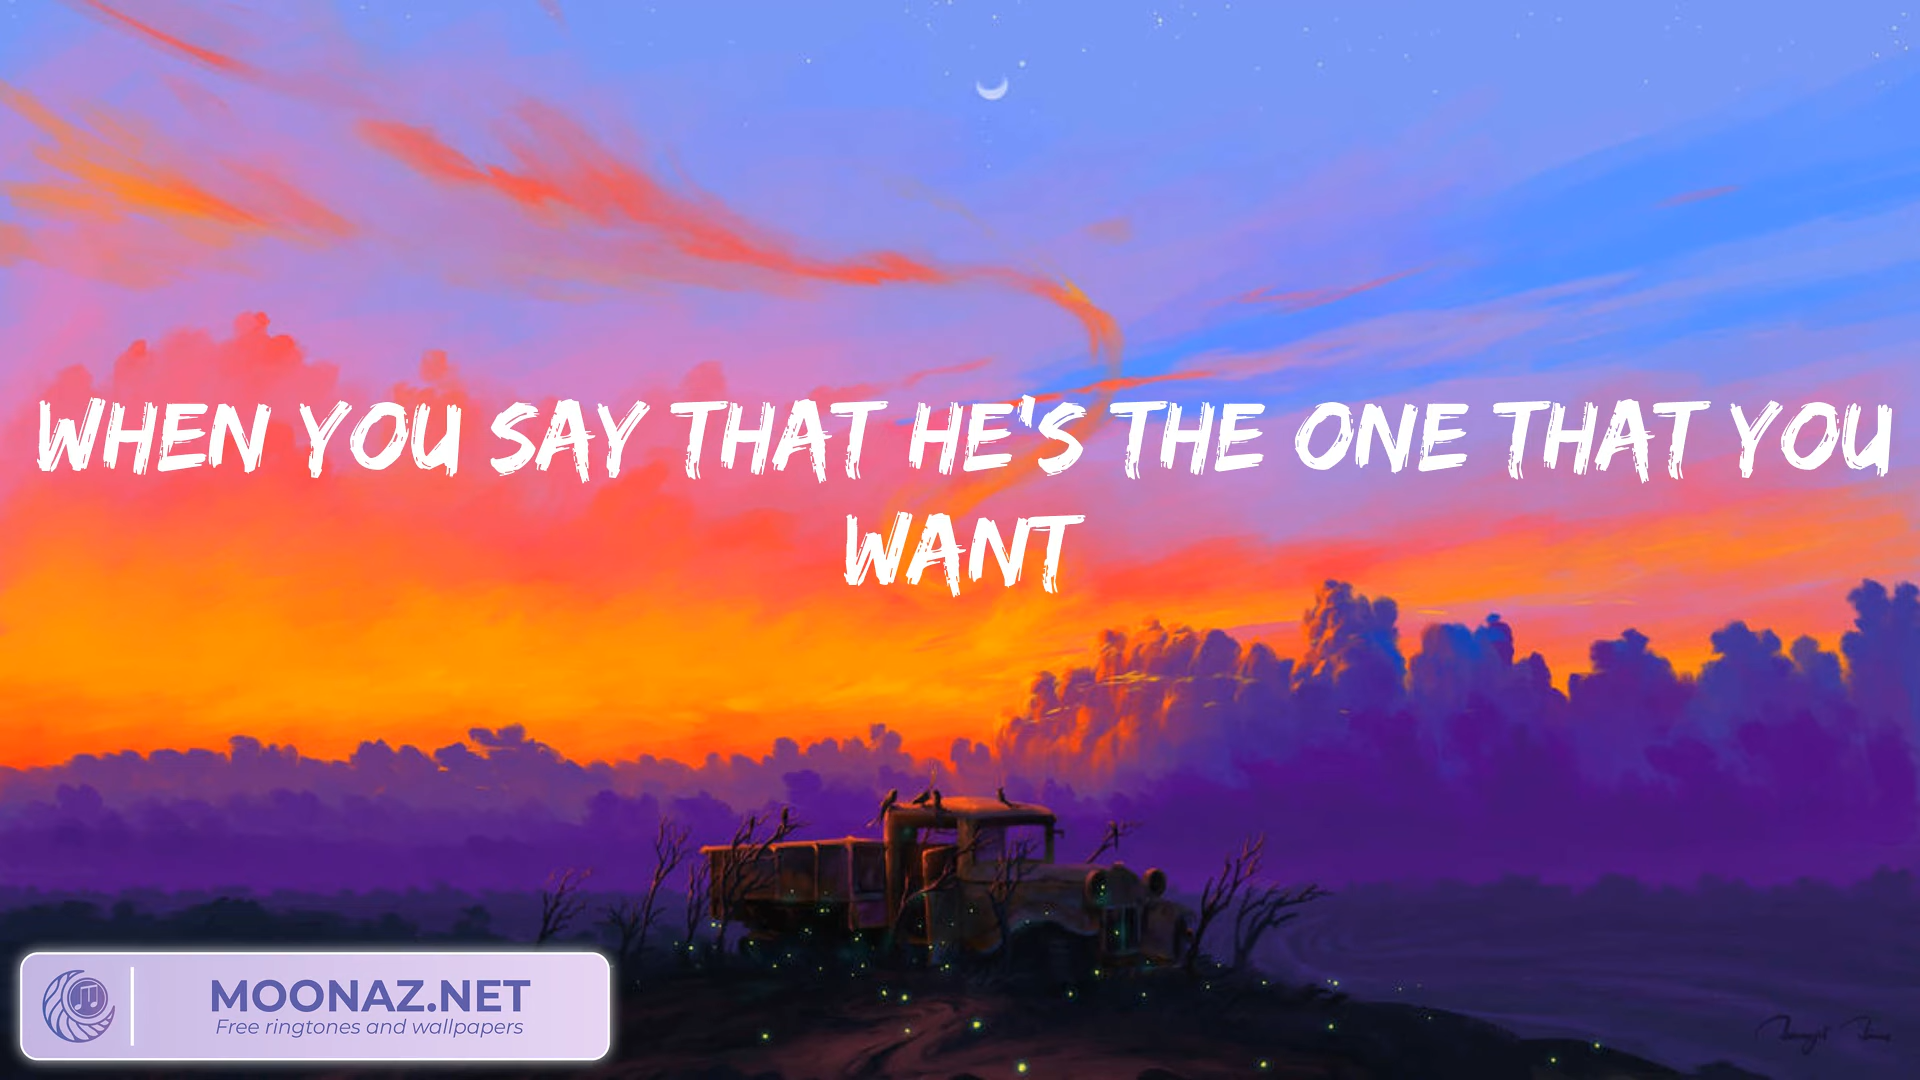 WHEN YOU SAY THAT HE'S THE ONE THAT YOU
WANT
MOONAZ.NET
Free ringtones and wallpapers